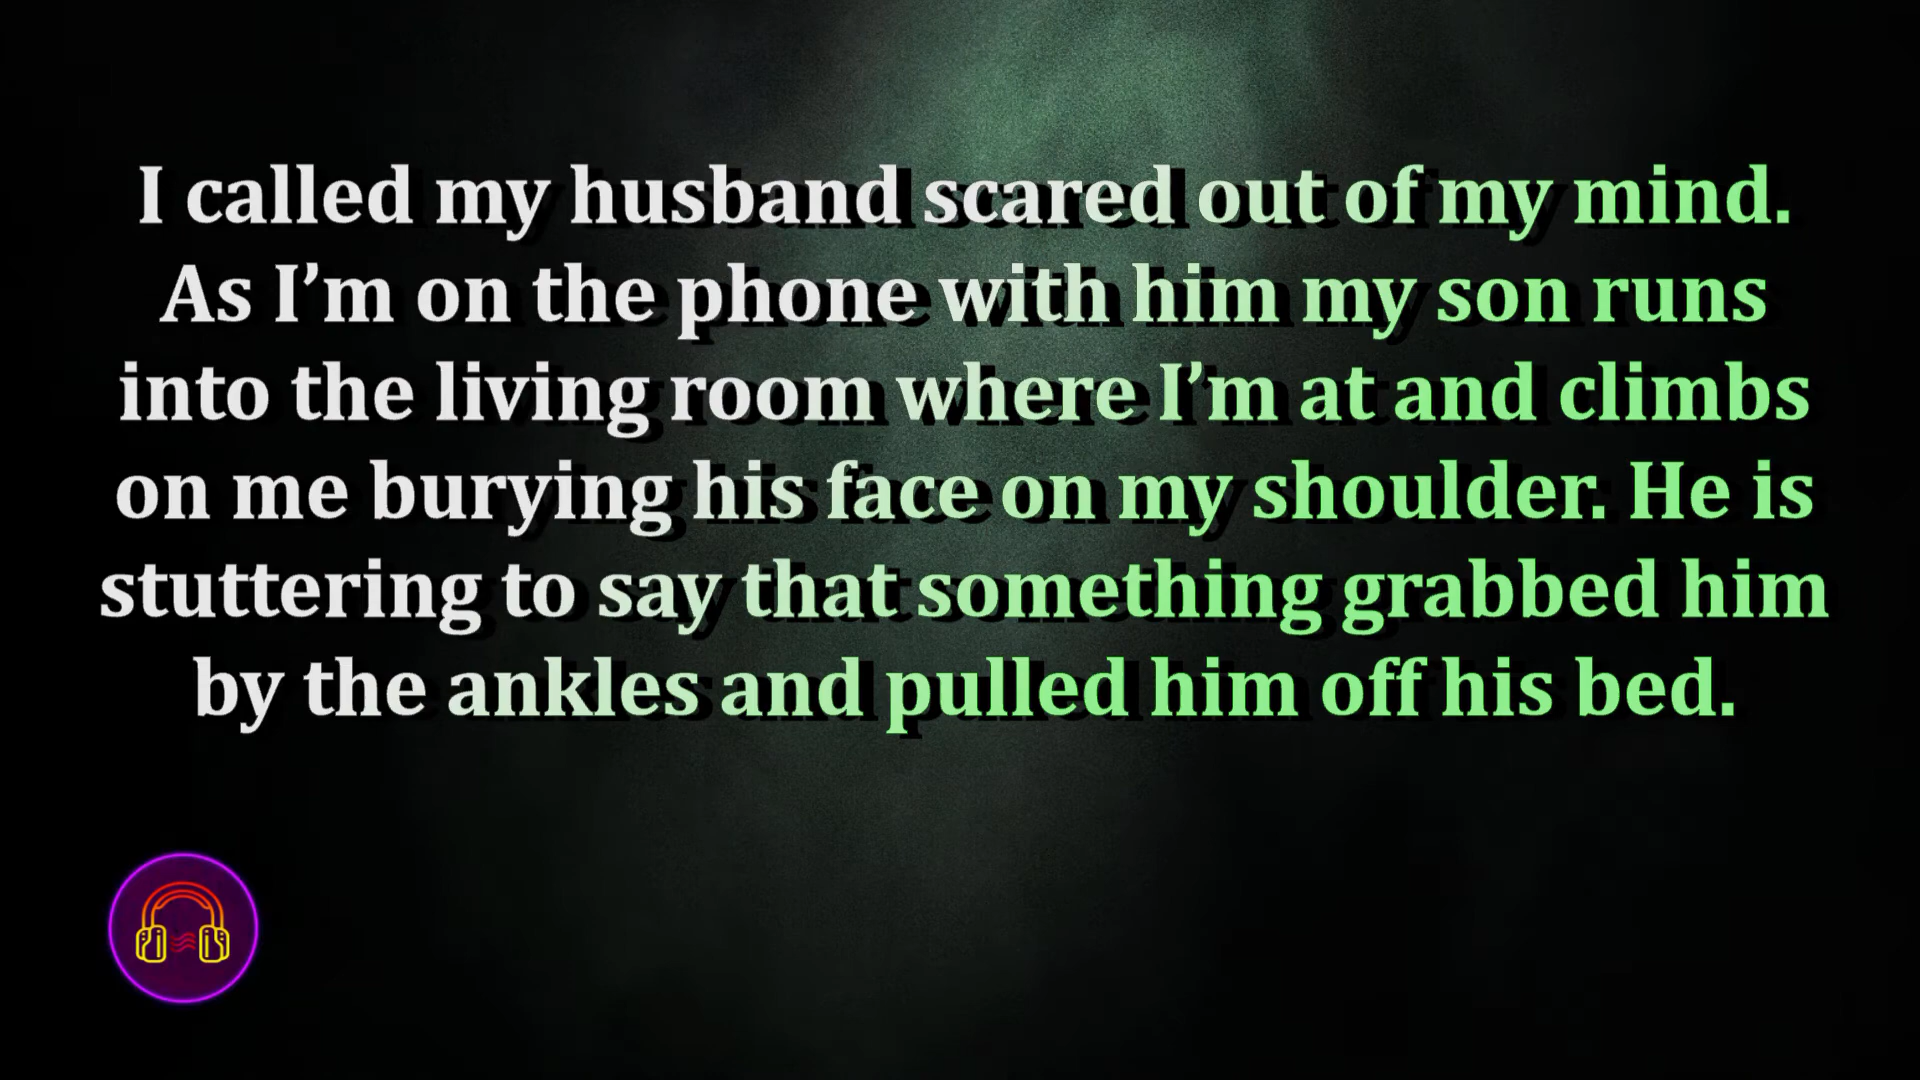 I called my husband scared out of my mind.
As I’m on the phone with him my son runs
into the living room where I’m at and climbs
on me burying his face on my shoulder. He is
stuttering to say that something grabbed him
by the ankles and pulled him off his bed.